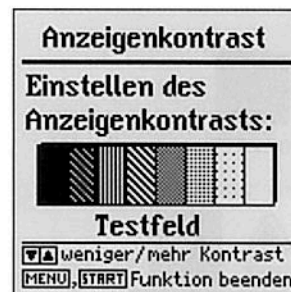 Anzeigenkontrast
Einstellen des
Anzeigenkontrasts:
Testfeld
▼▲ weniger/mehr Kontrast
MENU, START Funktion beenden